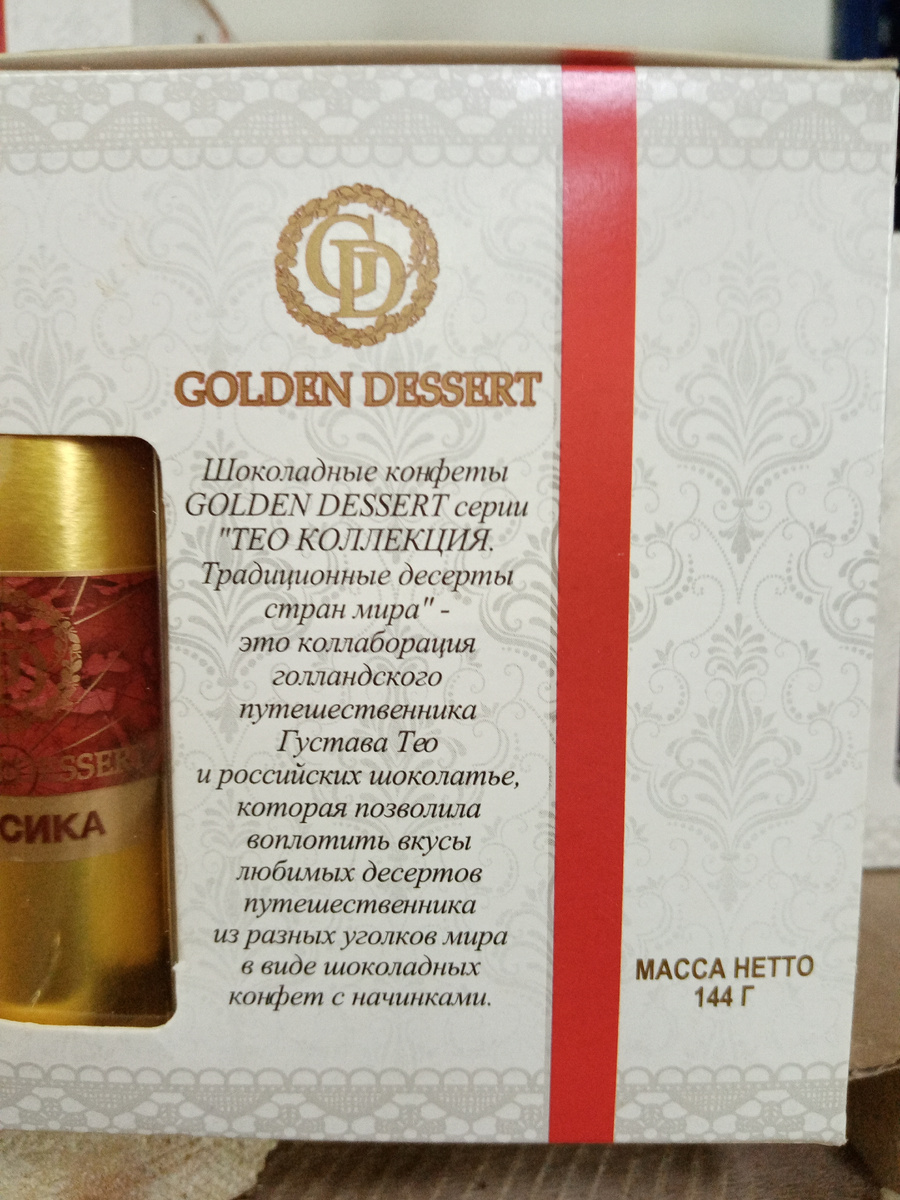 GD
GOLDEN DESSERT
Шоколадные конфеты
GOLDEN DESSERT серии
"ТЕО КОЛЛЕКЦИЯ.
Традиционные десерты
стран мира" -
это коллаборация
голландского
путешественника
Густава Тео
и российских шоколатье,
которая позволила
воплотить вкусы
любимых десертов
путешественника
из разных уголков мира
в виде шоколадных
конфет с начинками.
SSERT
СИКА
МАССА НЕТТО
144 Г